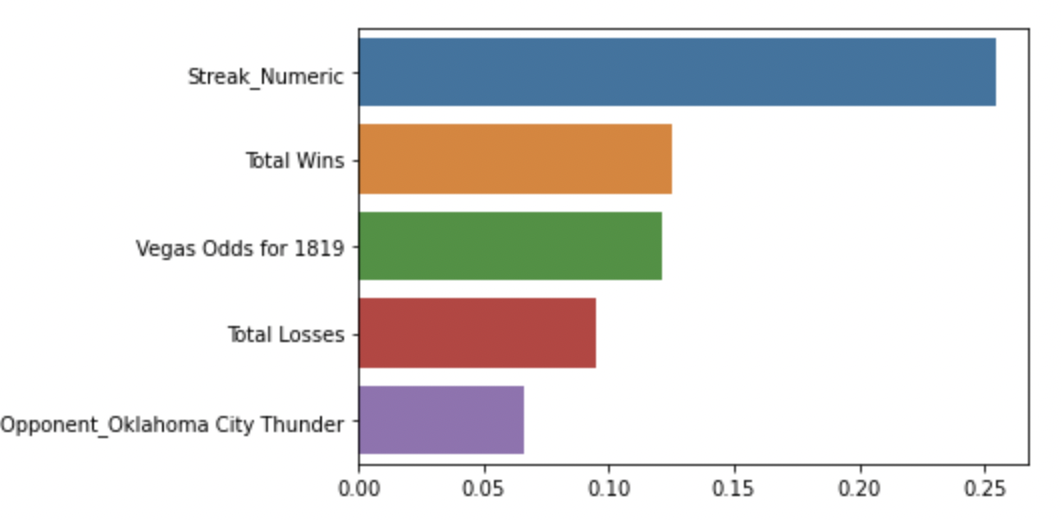 Streak_Numeric
Total Wins
Vegas Odds for 1819
Total Losses
Opponent_Oklahoma City Thunder
0.00 0.05 0.10 0.15 0.20 0.25